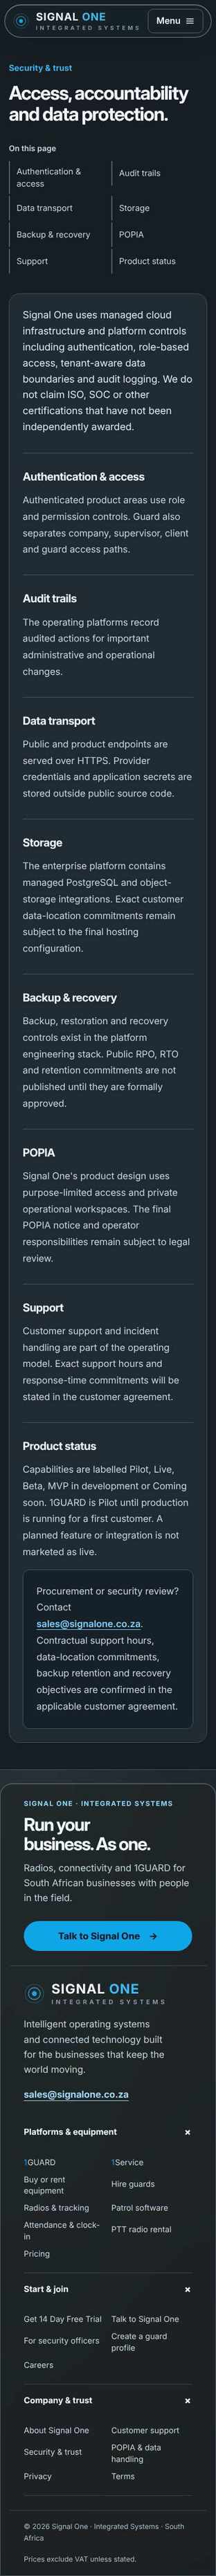 SIGNAL ONE
INTEGRATED SYSTEMS
Menu
Security & trust
Access, accountability
and data protection.
On this page
Authentication &
access
Audit trails
Data transport
Storage
Backup & recovery
POPIA
Support
Product status
Signal One uses managed cloud
infrastructure and platform controls
including authentication, role-based
access, tenant-aware data
boundaries and audit logging. We do
not claim ISO, SOC or other
certifications that have not been
independently awarded.
Authentication & access
Authenticated product areas use role
and permission controls. Guard also
separates company, supervisor, client
and guard access paths.
Audit trails
The operating platforms record
audited actions for important
administrative and operational
changes.
Data transport
Public and product endpoints are
served over HTTPS. Provider
credentials and application secrets are
stored outside public source code.
Storage
The enterprise platform contains
managed PostgreSQL and object-
storage integrations. Exact customer
data-location commitments remain
subject to the final hosting
configuration.
Backup & recovery
Backup, restoration and recovery
controls exist in the platform
engineering stack. Public RPO, RTO
and retention commitments are not
published until they are formally
approved.
POPIA
Signal One's product design uses
purpose-limited access and private
operational workspaces. The final
POPIA notice and operator
responsibilities remain subject to legal
review.
Support
Customer support and incident
handling are part of the operating
model. Exact support hours and
response-time commitments will be
stated in the customer agreement.
Product status
Capabilities are labelled Pilot, Live,
Beta, MVP in development or Coming
soon. 1GUARD is Pilot until production
is running for a first customer. A
planned feature or integration is not
marketed as live.
Procurement or security review?
Contact
sales@signalone.co.za.
Contractual support hours,
data-location commitments,
backup retention and recovery
objectives are confirmed in the
applicable customer agreement.
SIGNAL ONE · INTEGRATED SYSTEMS
Run your
business. As one.
Radios, connectivity and 1GUARD for
South African businesses with people
in the field.
Talk to Signal One →
SIGNAL ONE
INTEGRATED SYSTEMS
Intelligent operating systems
and connected technology built
for the businesses that keep the
world moving.
sales@signalone.co.za
Platforms & equipment ×
1GUARD
1Service
Buy or rent
equipment
Hire guards
Radios & tracking
Patrol software
Attendance & clock-
in
PTT radio rental
Pricing
Start & join ×
Get 14 Day Free Trial
Talk to Signal One
For security officers
Create a guard
profile
Careers
Company & trust ×
About Signal One
Customer support
Security & trust
POPIA & data
handling
Privacy
Terms
© 2026 Signal One · Integrated Systems · South
Africa
Prices exclude VAT unless stated.